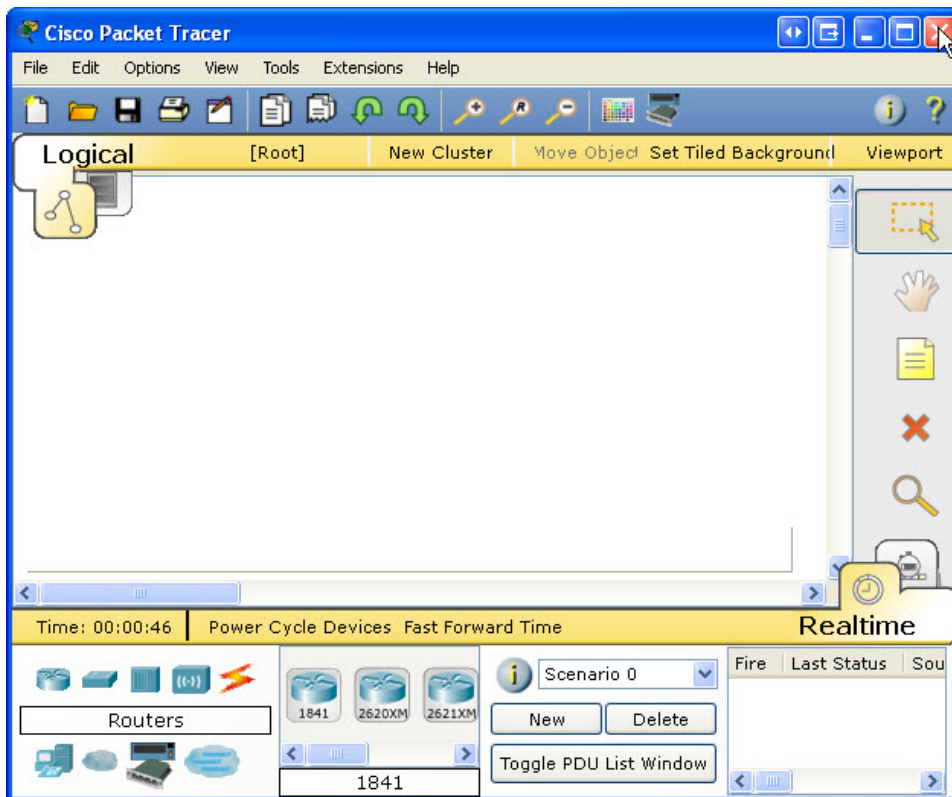 Cisco Packet Tracer
File Edit Options View Tools Extensions Help
Logical [Root] New Cluster Move Object Set Tiled Background Viewport
Time: 00:00:46 Power Cycle Devices Fast Forward Time Realtime
Routers
1841 2620XM 2621XM
1841
Scenario 0
New Delete
Toggle PDU List Window
Fire Last Status Sou